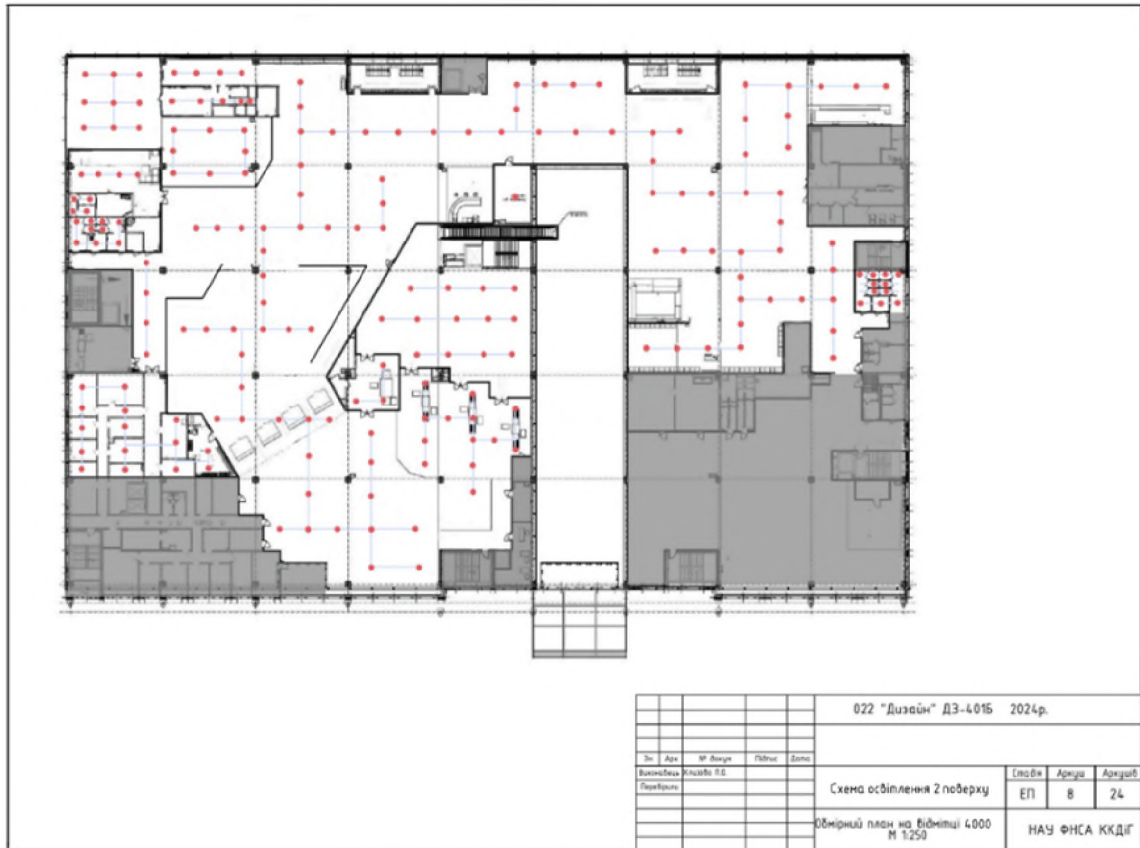 022 "Дизайн" ДЗ-401Б 2024р.
Зм Арк № докум Підпис Дата
Виконавець
Перевірив
Схема освітлення 2 поверху
Стадія Аркуш Аркушів
ЕП 8 24
Обмірний план на відмітці 4000
М 1:250
НАУ ФНСА ККДіГ